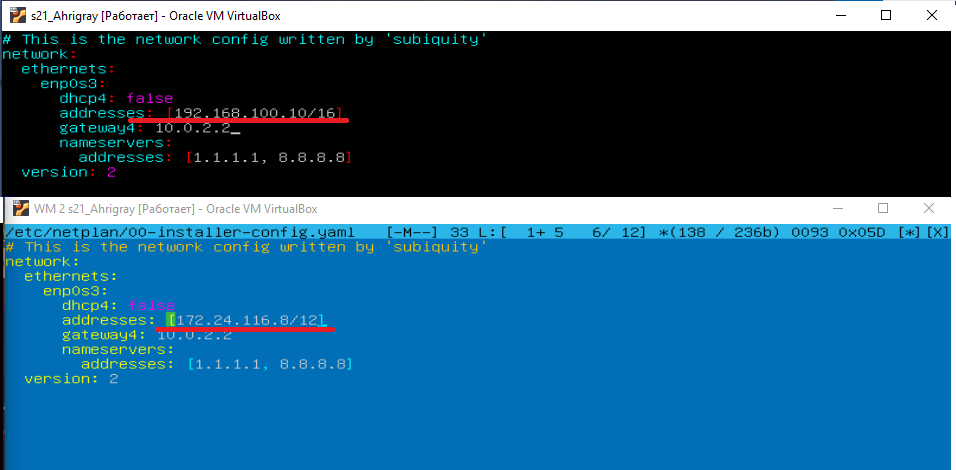 s21_Ahrigray [Работает] - Oracle VM VirtualBox
# This is the network config written by 'subiquity'
network:
ethernets:
enp0s3:
dhcp4: false
addresses: [192.168.100.10/16]
gateway4: 10.0.2.2
nameservers:
addresses: [1.1.1.1, 8.8.8.8]
version: 2
WM 2 s21_Ahrigray [Работает] - Oracle VM VirtualBox
/etc/netplan/00-installer-config.yaml [-M--] 33 L:[ 1+ 5 6/ 12] *(138 / 236b) 0093 0x05D [*][X]
# This is the network config written by 'subiquity'
network:
ethernets:
enp0s3:
dhcp4: false
addresses: [172.24.116.8/12]
gateway4: 10.0.2.2
nameservers:
addresses: [1.1.1.1, 8.8.8.8]
version: 2